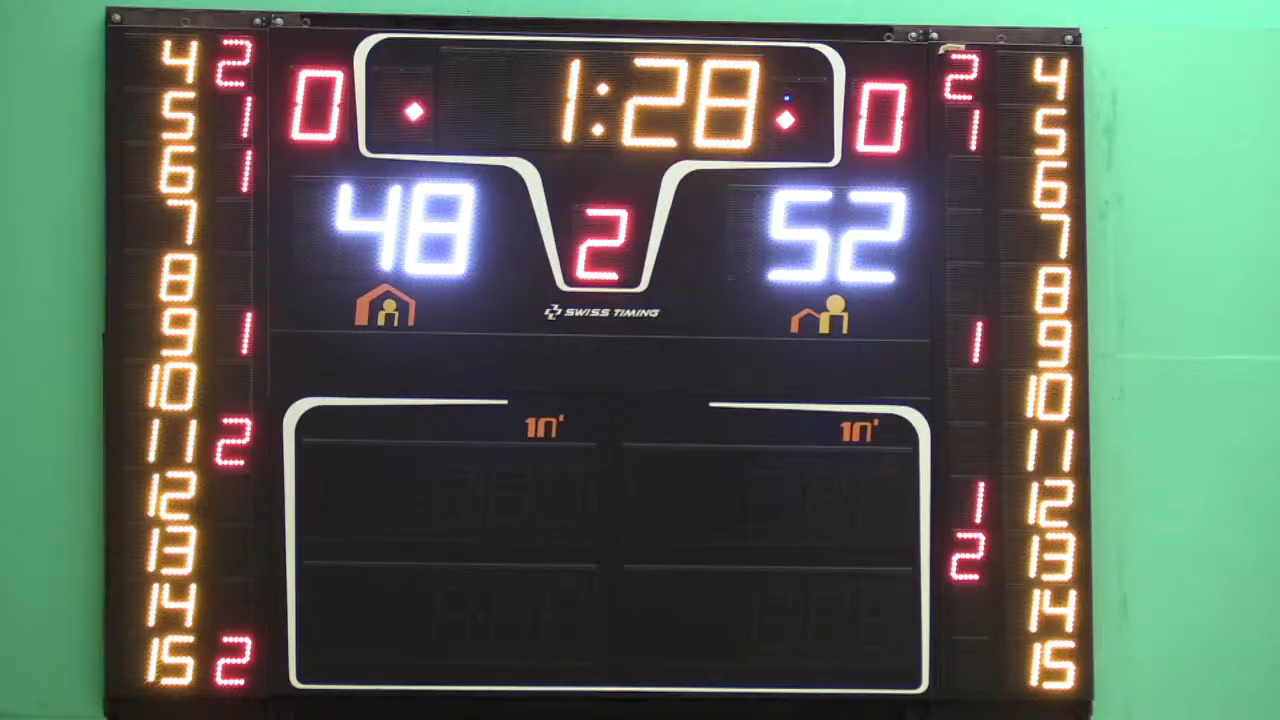 4 2 0 1:28 0 2 4
5 1 1 5
6 1 48 2 52 6
7 7
8 8
SWISS TIMING
9 1 1 9
10 10
10' 10'
11 2 11
12 1 12
13 2 13
14 14
15 2 15